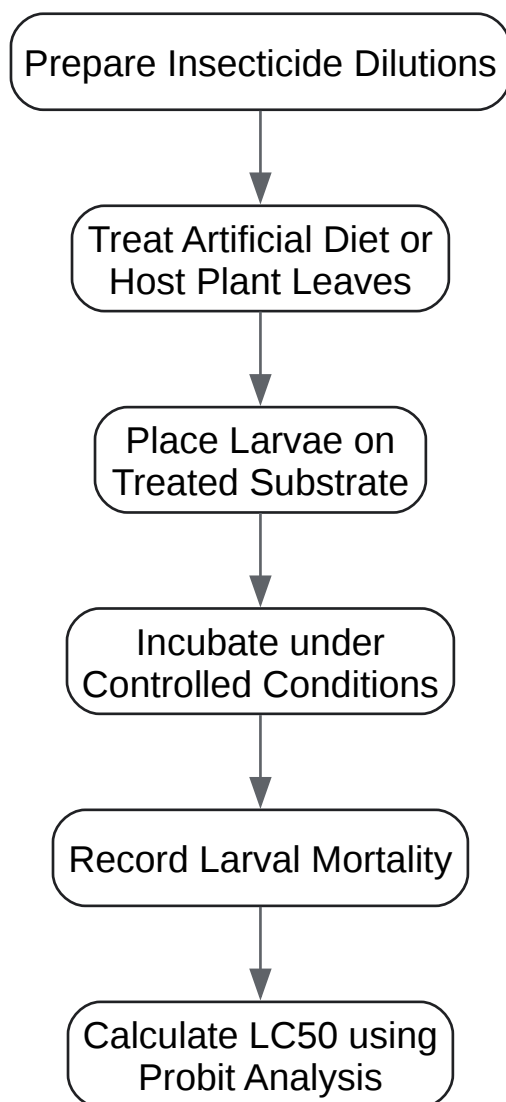 Prepare Insecticide Dilutions
Treat Artificial Diet or
Host Plant Leaves
Place Larvae on
Treated Substrate
Incubate under
Controlled Conditions
Record Larval Mortality
Calculate LC50 using
Probit Analysis